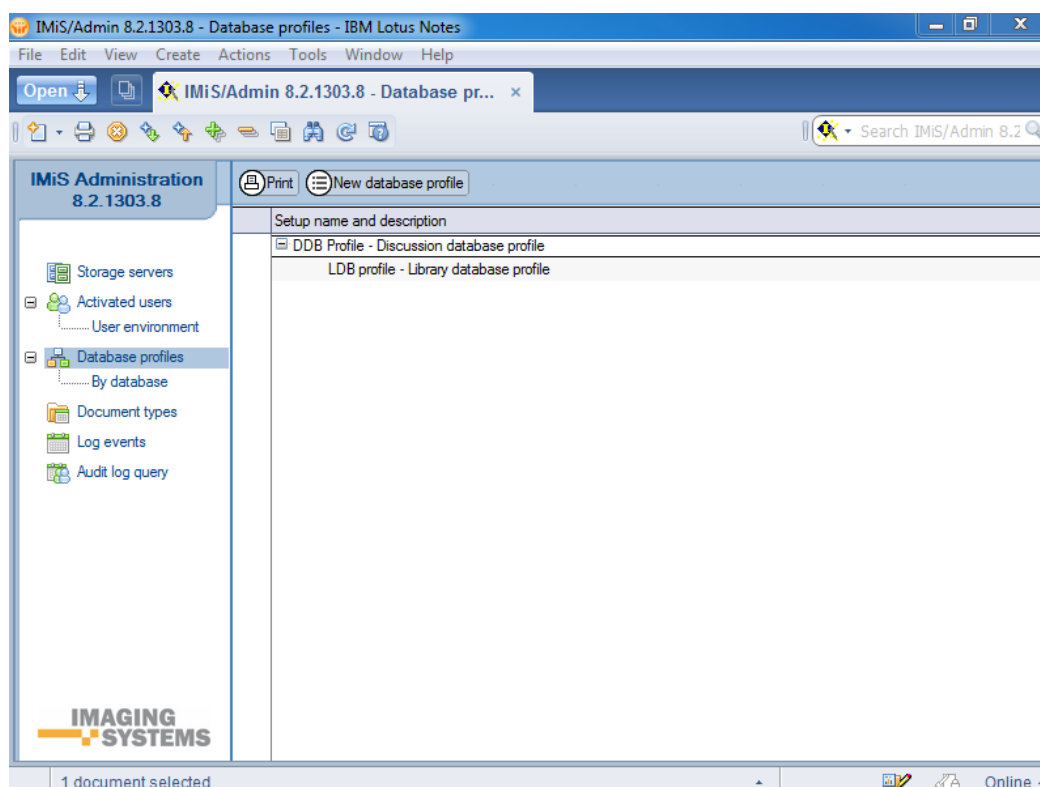 IMiS/Admin 8.2.1303.8 - Database profiles - IBM Lotus Notes
File Edit View Create Actions Tools Window Help
Open IMiS/Admin 8.2.1303.8 - Database pr... ×
Search IMiS/Admin 8.2
IMiS Administration
8.2.1303.8
Print New database profile
Setup name and description
DDB Profile - Discussion database profile
LDB profile - Library database profile
Storage servers
Activated users
User environment
Database profiles
By database
Document types
Log events
Audit log query
IMAGING
SYSTEMS
1 document selected
Online